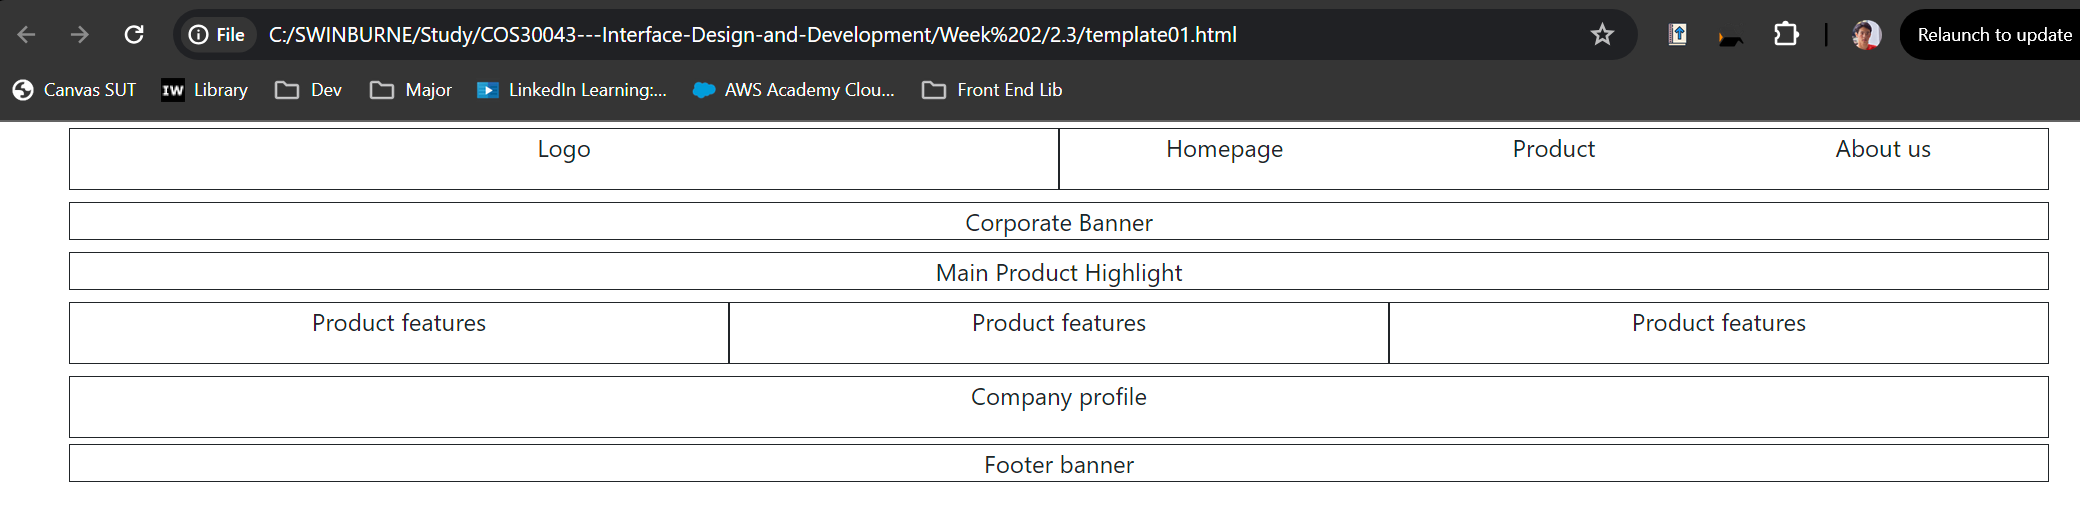 File C:/SWINBURNE/Study/COS30043---Interface-Design-and-Development/Week%202/2.3/template01.html Relaunch to update
Canvas SUT IW Library Dev Major LinkedIn Learning:... AWS Academy Clou... Front End Lib
Logo Homepage Product About us
Corporate Banner
Main Product Highlight
Product features Product features Product features
Company profile
Footer banner